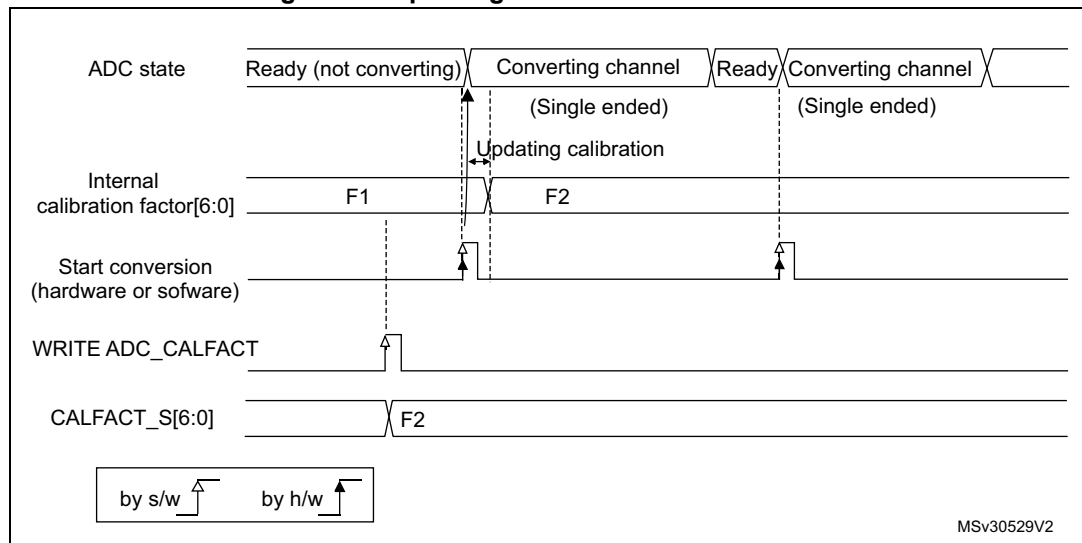 ADC state
Ready (not converting)
Converting channel
Ready
Converting channel
(Single ended)
(Single ended)
Updating calibration
Internal
calibration factor[6:0]
F1
F2
Start conversion
(hardware or sofware)
WRITE ADC_CALFACT
CALFACT_S[6:0]
F2
by s/w
by h/w
MSv30529V2